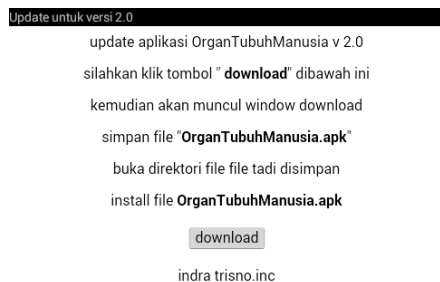 Update untuk versi 2.0
update aplikasi OrganTubuhManusia v 2.0
silahkan klik tombol " download" dibawah ini
kemudian akan muncul window download
simpan file "OrganTubuhManusia.apk"
buka direktori file file tadi disimpan
install file OrganTubuhManusia.apk
download
indra trisno.inc